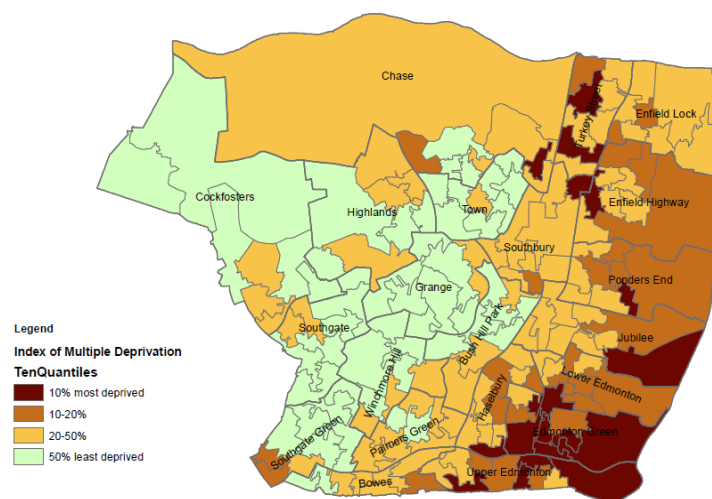 Chase
Turkey Street
Enfield Lock
Cockfosters
Highlands
Town
Enfield Highway
Southbury
Grange
Ponders End
Southgate
Bush Hill Park
Jubilee
Winchmore Hill
Lower Edmonton
Haselbury
Southgate Green
Palmers Green
Edmonton Green
Upper Edmonton
Bowes
Legend
Index of Multiple Deprivation
TenQuantiles
10% most deprived
10-20%
20-50%
50% least deprived